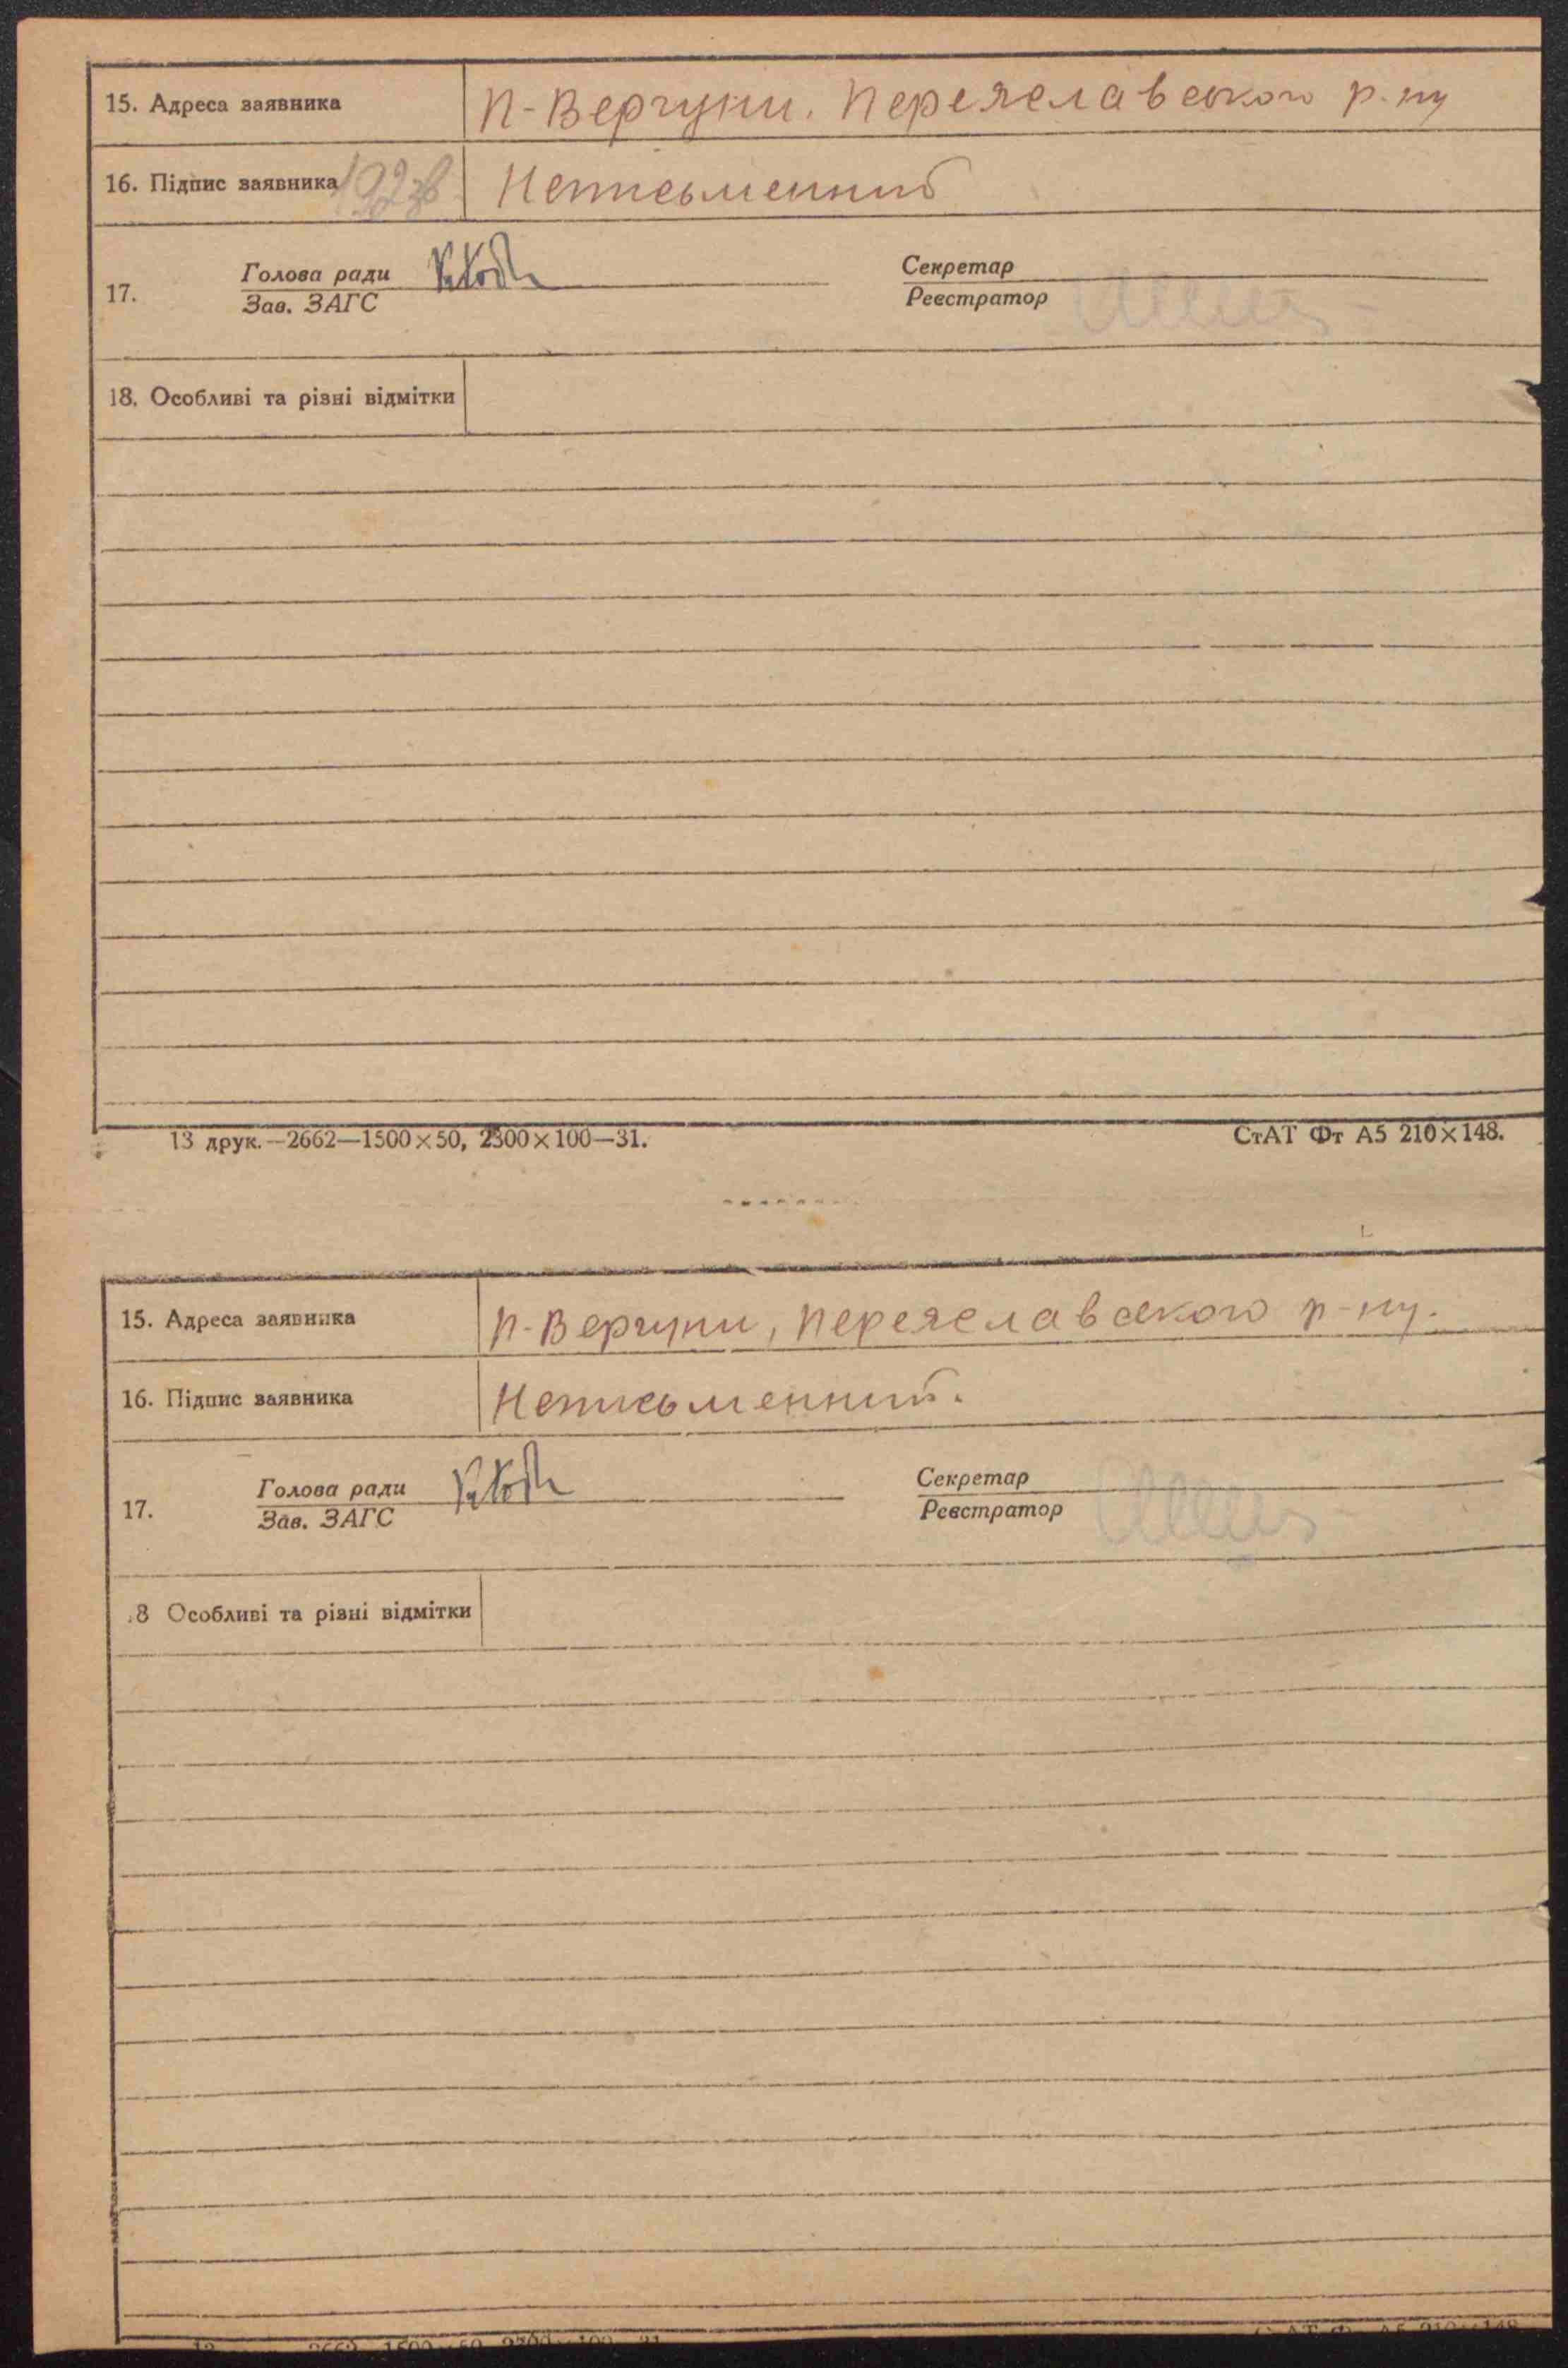 15. Адреса заявника П-Вергуни. Переяславського р-ну
16. Підпис заявника Неписьменний
Голова ради Секретар
17.
Зав. ЗАГС Реєстратор
18. Особливі та різні відмітки
13 друк.—2662—1500×50, 2300×100—31. СтАТ Фт А5 210×148.
15. Адреса заявника П-Вергуни, Переяславського р-ну.
16. Підпис заявника Неписьменний.
Голова ради Секретар
17.
Зав. ЗАГС Реєстратор
8 Особливі та різні відмітки